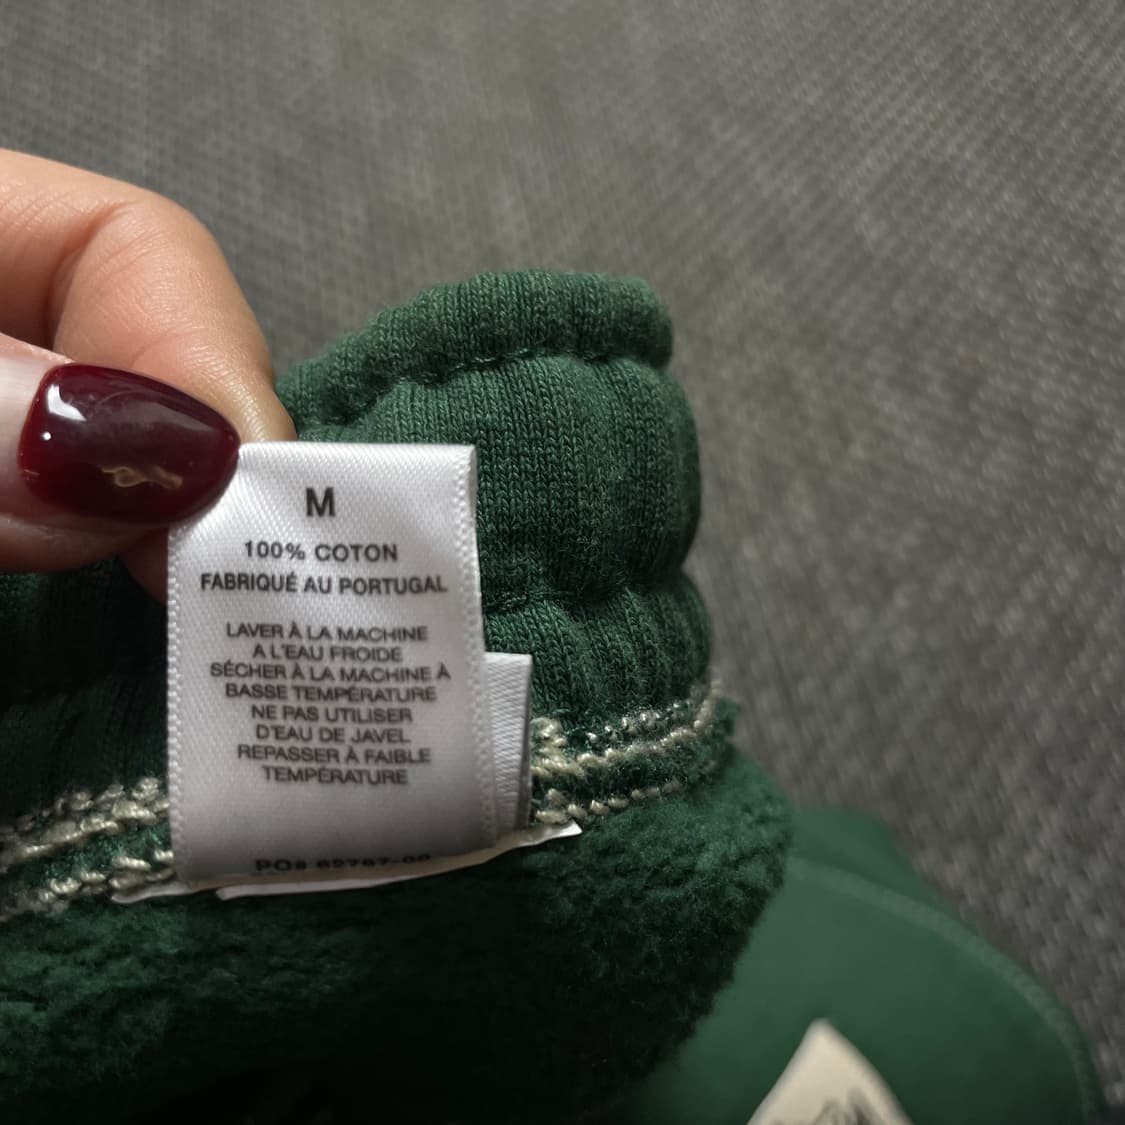 M
100% COTON
FABRIQUÉ AU PORTUGAL
LAVER À LA MACHINE
A L'EAU FROIDE
SÉCHER À LA MACHINE À
BASSE TEMPÉRATURE
NE PAS UTILISER
D'EAU DE JAVEL
REPASSER À FAIBLE
TEMPÉRATURE
PO#